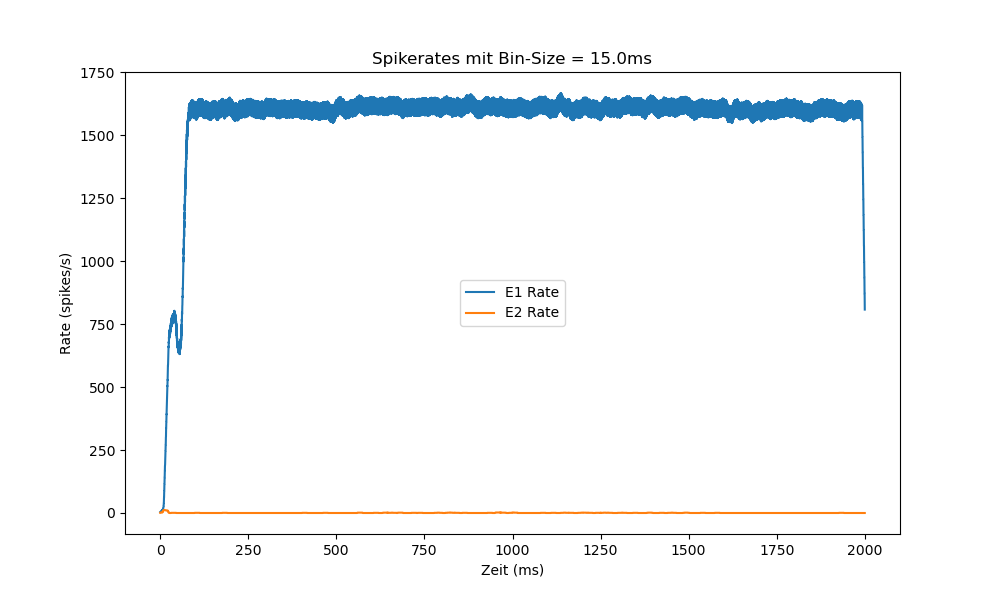 Spikerates mit Bin-Size = 15.0ms
1750
1500
1250
1000
750
500
250
0
Rate (spikes/s)
E1 Rate
E2 Rate
0 250 500 750 1000 1250 1500 1750 2000
Zeit (ms)